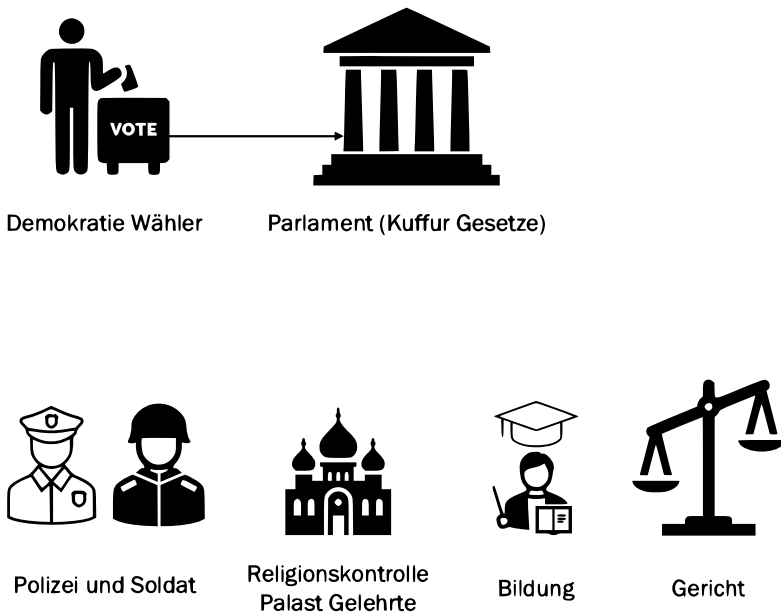 VOTE
Demokratie Wähler
Parlament (Kuffur Gesetze)
Polizei und Soldat
Religionskontrolle
Palast Gelehrte
Bildung
Gericht